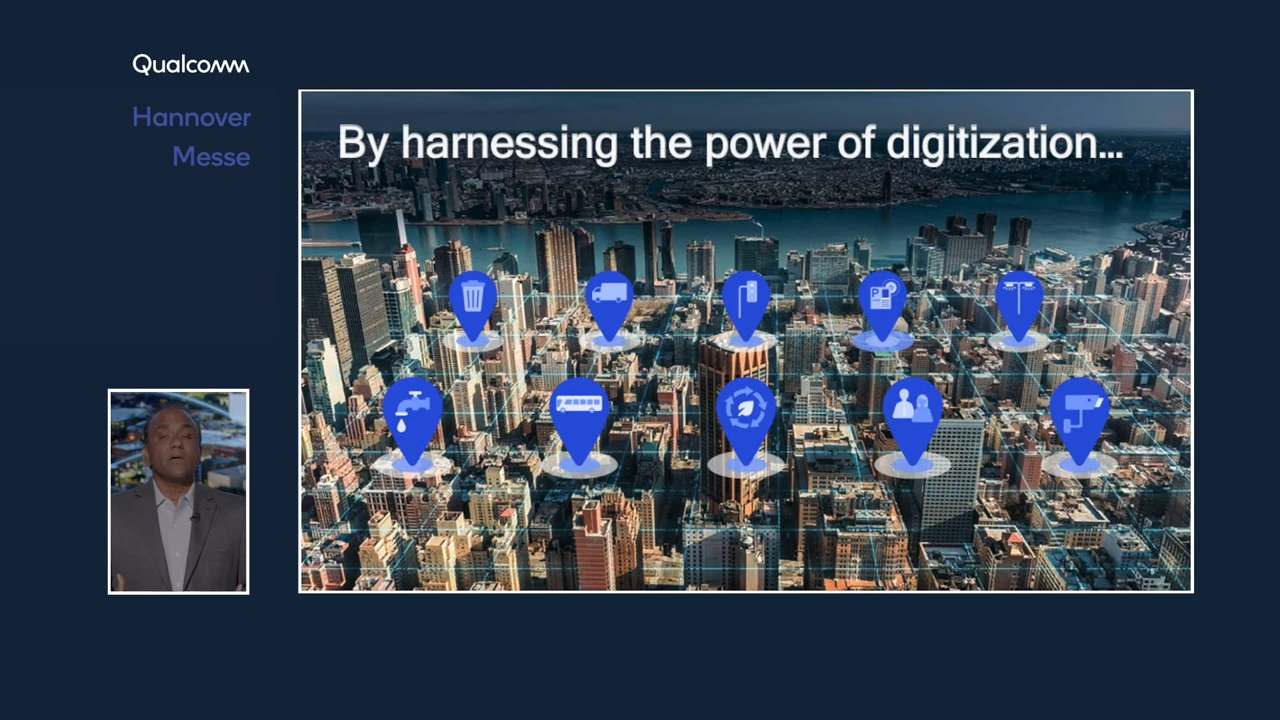 Qualcomm
Hannover
Messe
By harnessing the power of digitization...
P